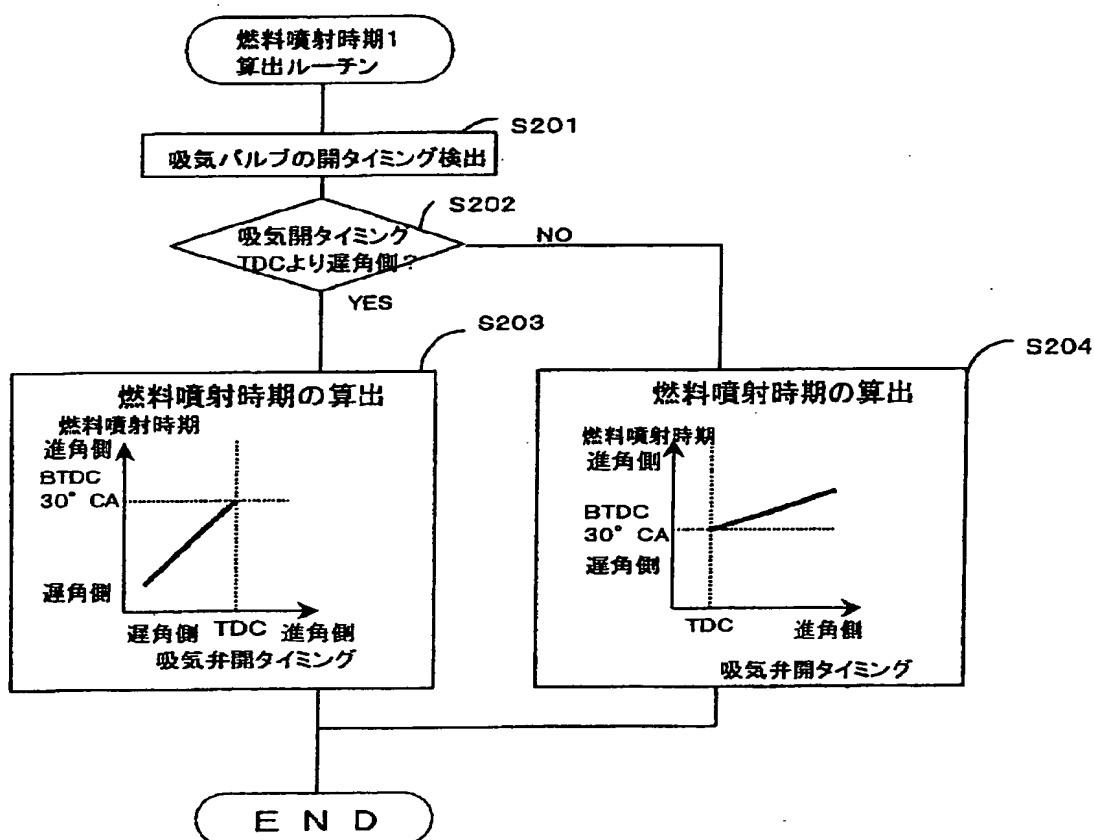 燃料噴射時期1
算出ルーチン
S201
吸気バルブの開タイミング検出
S202
吸気開タイミング
TDCより遅角側?
NO
YES
S203
燃料噴射時期の算出
燃料噴射時期
進角側
BTDC
30° CA
遅角側
遅角側 TDC 進角側
吸気弁開タイミング
S204
燃料噴射時期の算出
燃料噴射時期
進角側
BTDC
30° CA
遅角側
TDC 進角側
吸気弁開タイミング
END